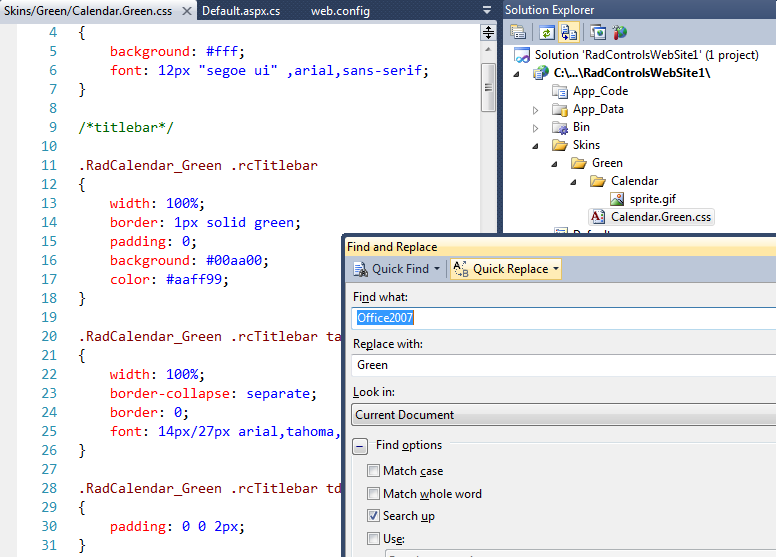 Skins/Green/Calendar.Green.css × Default.aspx.cs web.config
4 {
5 background: #fff;
6 font: 12px "segoe ui" ,arial,sans-serif;
7 }
8
9 /*titlebar*/
10
11 .RadCalendar_Green .rcTitlebar
12 {
13 width: 100%;
14 border: 1px solid green;
15 padding: 0;
16 background: #00aa00;
17 color: #aaff99;
18 }
19
20 .RadCalendar_Green .rcTitlebar ta
21 {
22 width: 100%;
23 border-collapse: separate;
24 border: 0;
25 font: 14px/27px arial,tahoma,
26 }
27
28 .RadCalendar_Green .rcTitlebar td
29 {
30 padding: 0 0 2px;
31 }
Solution Explorer
Solution 'RadControlsWebSite1' (1 project)
C:\...\RadControlsWebSite1\
App_Code
App_Data
Bin
Skins
Green
Calendar
sprite.gif
Calendar.Green.css
Find and Replace
Quick Find Quick Replace
Find what:
Office2007
Replace with:
Green
Look in:
Current Document
Find options
Match case
Match whole word
Search up
Use: